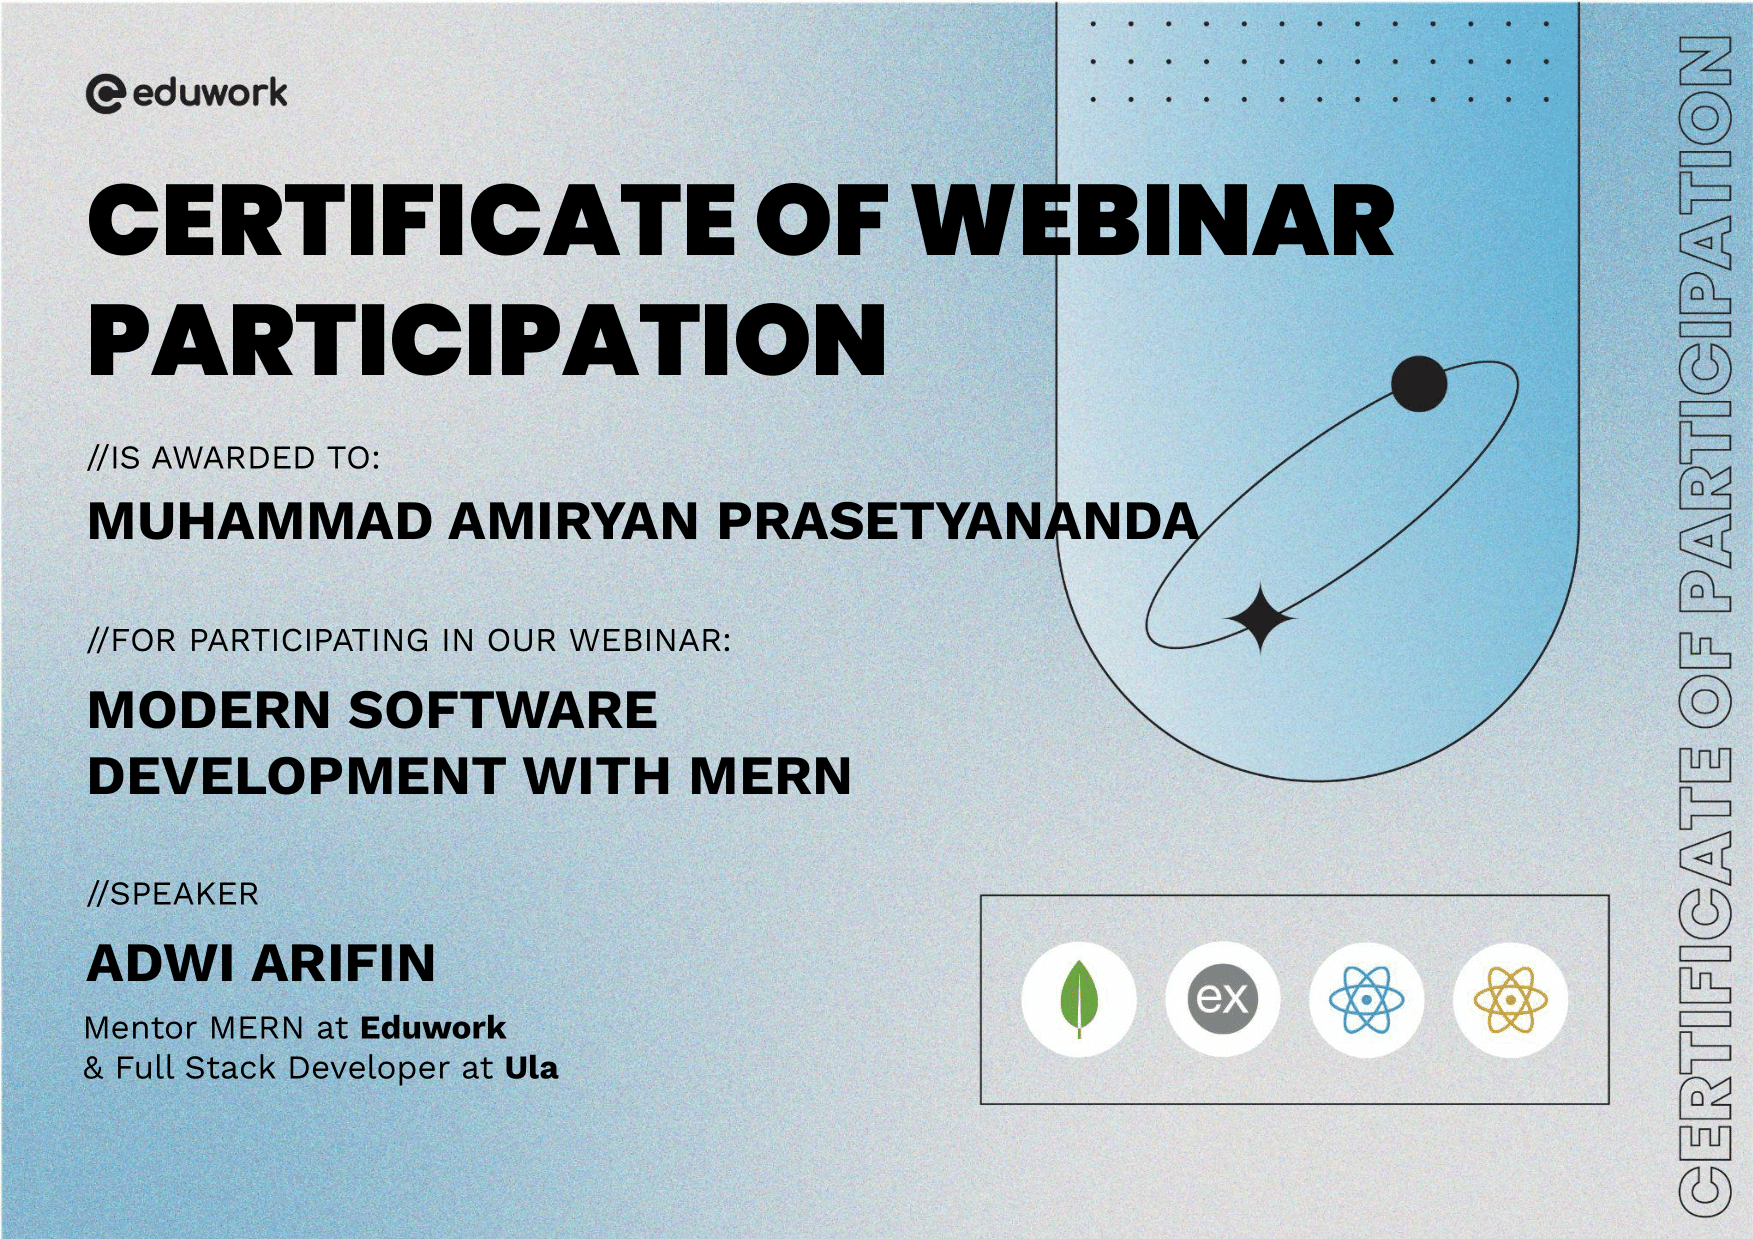 eduwork
CERTIFICATE OF WEBINAR
PARTICIPATION
//IS AWARDED TO:
MUHAMMAD AMIRYAN PRASETYANANDA
//FOR PARTICIPATING IN OUR WEBINAR:
MODERN SOFTWARE
DEVELOPMENT WITH MERN
//SPEAKER
ADWI ARIFIN
Mentor MERN at Eduwork
& Full Stack Developer at Ula
ex
CERTIFICATE OF PARTICIPATION